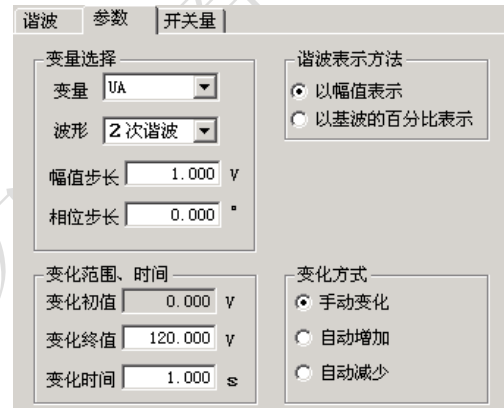 谐波 参数 开关量
变量选择
变量 UA
波形 2次谐波
幅值步长 1.000 V
相位步长 0.000 °
谐波表示方法
以幅值表示
以基波的百分比表示
变化范围、时间
变化初值 0.000 V
变化终值 120.000 V
变化时间 1.000 s
变化方式
手动变化
自动增加
自动减少